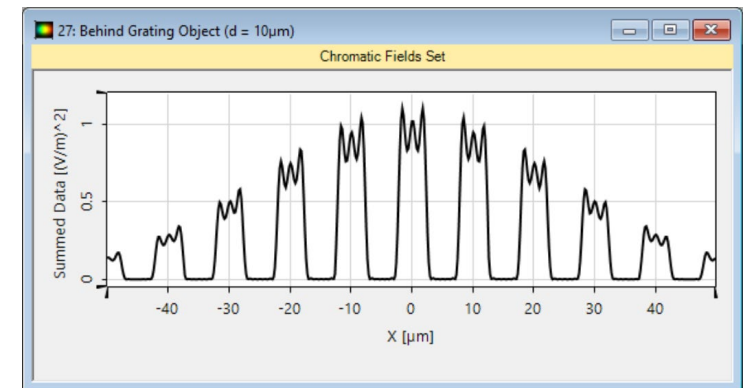 27: Behind Grating Object (d = 10µm)
Chromatic Fields Set
Summed Data [(V/m)^2]
1
0.5
0
-40 -30 -20 -10 0 10 20 30 40
X [µm]